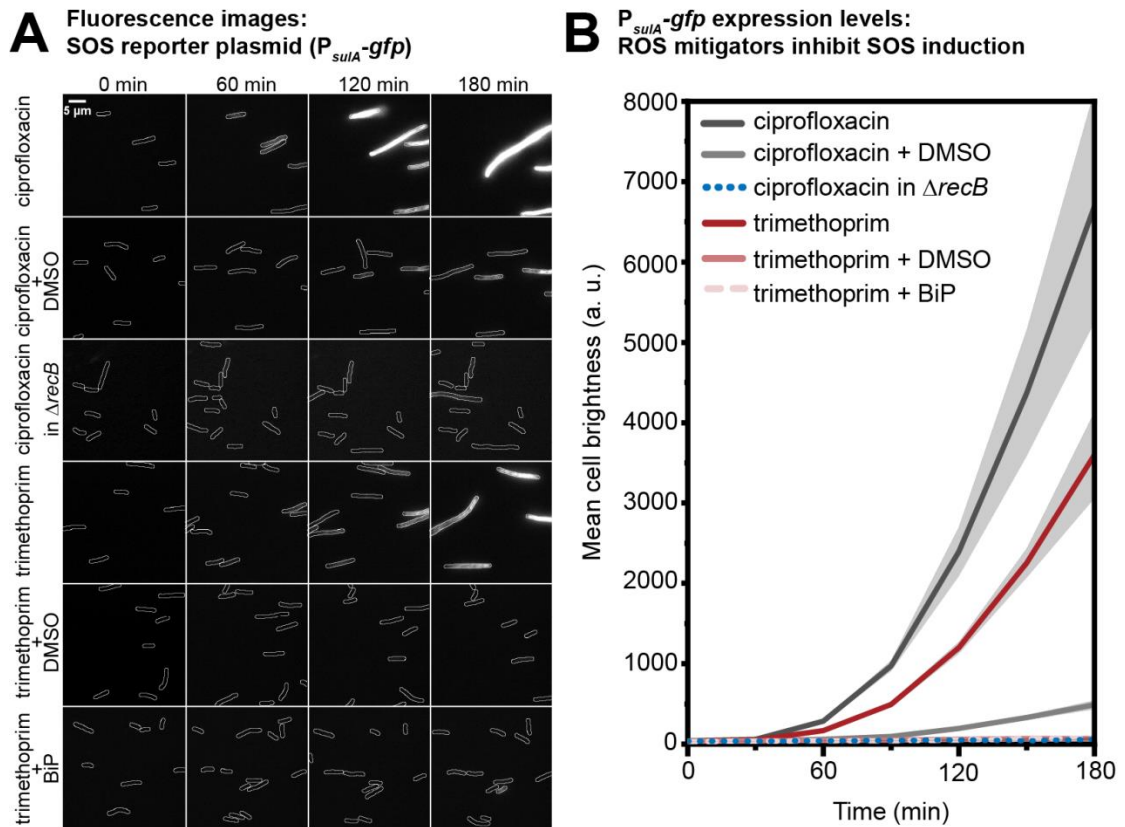 A Fluorescence images:
SOS reporter plasmid (PsulA-gfp)
0 min 60 min 120 min 180 min
5 µm
ciprofloxacin
ciprofloxacin
+
DMSO
ciprofloxacin
in ΔrecB
trimethoprim
trimethoprim
+
DMSO
trimethoprim
+
BiP
B PsulA-gfp expression levels:
ROS mitigators inhibit SOS induction
Mean cell brightness (a. u.)
8000
7000
6000
5000
4000
3000
2000
1000
0
ciprofloxacin
ciprofloxacin + DMSO
ciprofloxacin in ΔrecB
trimethoprim
trimethoprim + DMSO
trimethoprim + BiP
0 60 120 180
Time (min)